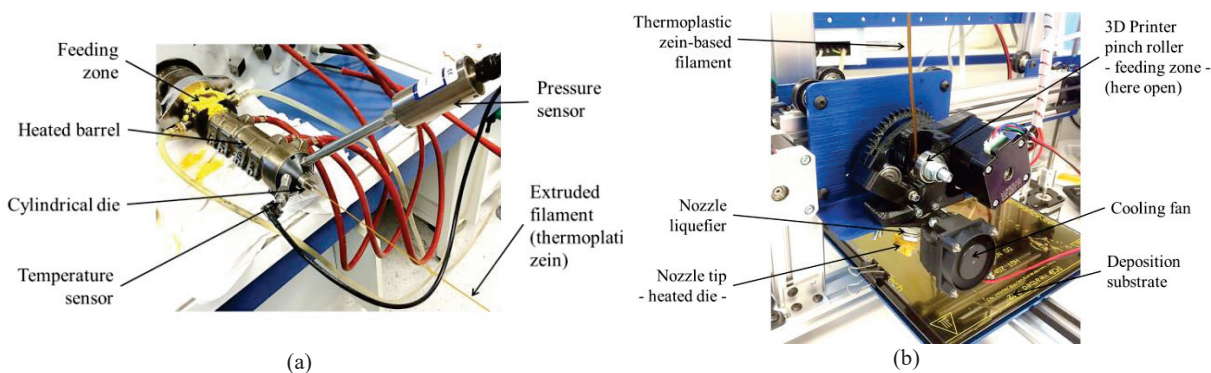 Feeding
zone
Heated barrel
Cylindrical die
Temperature
sensor
Pressure
sensor
Extruded
filament
(thermoplati
zein)
(a)
Thermoplastic
zein-based
filament
3D Printer
pinch roller
- feeding zone -
(here open)
Nozzle
liquefier
Nozzle tip
- heated die -
Cooling fan
Deposition
substrate
(b)